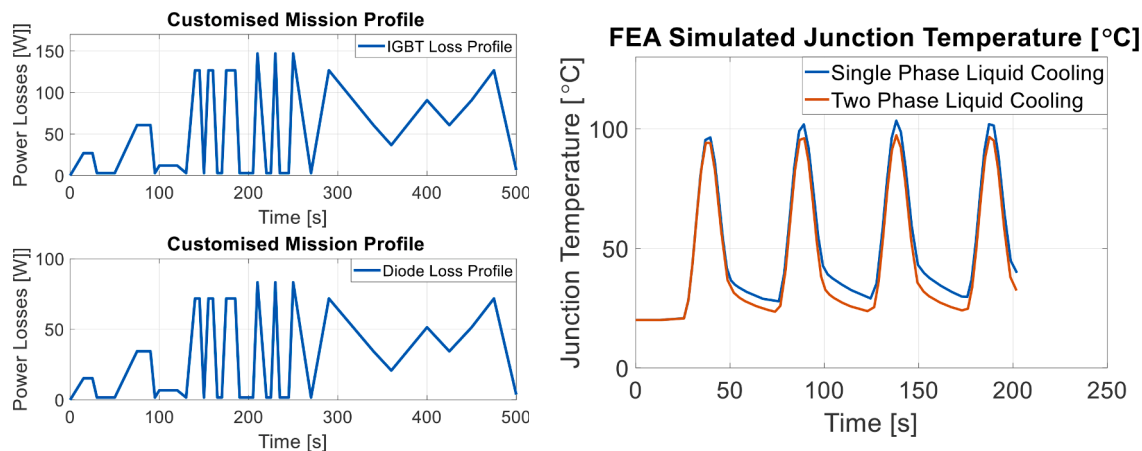 Customised Mission Profile
Power Losses [W]]
150
100
50
0
IGBT Loss Profile
0
100
200
300
400
500
Time [s]
Customised Mission Profile
Power Losses [W]]
100
50
0
Diode Loss Profile
0
100
200
300
400
500
Time [s]
FEA Simulated Junction Temperature [°C]
Junction Temperature [°C]
100
50
0
Single Phase Liquid Cooling
Two Phase Liquid Cooling
0
50
100
150
200
250
Time [s]